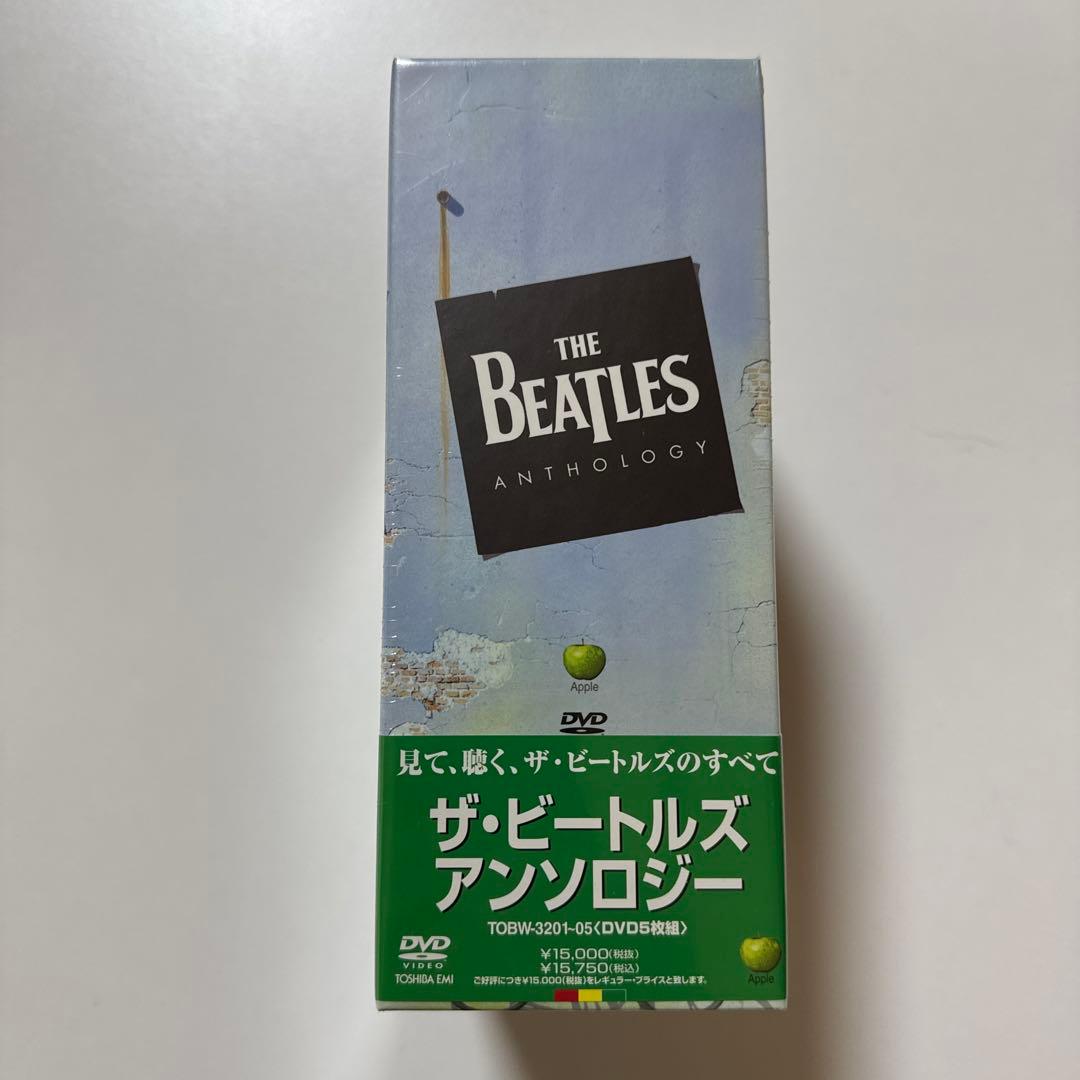 THE
BEATLES
ANTHOLOGY
Apple
DVD
見て、聴く、ザ・ビートルズのすべて
ザ・ビートルズ
アンソロジー
TOBW-3201~05〈DVD5枚組〉
DVD
VIDEO
TOSHIBA EMI
¥15,000(税抜)
¥15,750(税込)
ご好評につき¥15,000(税抜)をレギュラー・プライスと致します。
Apple